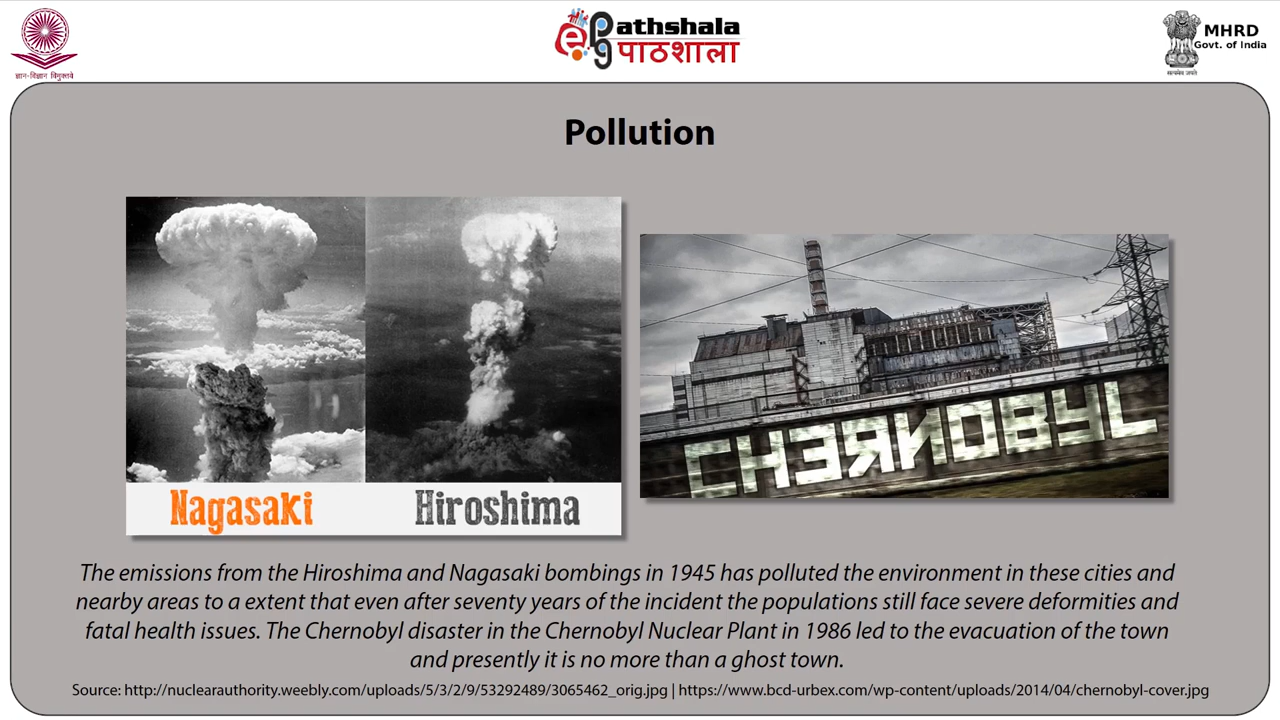 ज्ञान-विज्ञान विमुक्तये
ePathshala
पाठशाला
MHRD
Govt. of India
सत्यमेव जयते
Pollution
Nagasaki Hiroshima
CHERNOBYL
The emissions from the Hiroshima and Nagasaki bombings in 1945 has polluted the environment in these cities and
nearby areas to a extent that even after seventy years of the incident the populations still face severe deformities and
fatal health issues. The Chernobyl disaster in the Chernobyl Nuclear Plant in 1986 led to the evacuation of the town
and presently it is no more than a ghost town.
Source: http://nuclearauthority.weebly.com/uploads/5/3/2/9/53292489/3065462_orig.jpg | https://www.bcd-urbex.com/wp-content/uploads/2014/04/chernobyl-cover.jpg